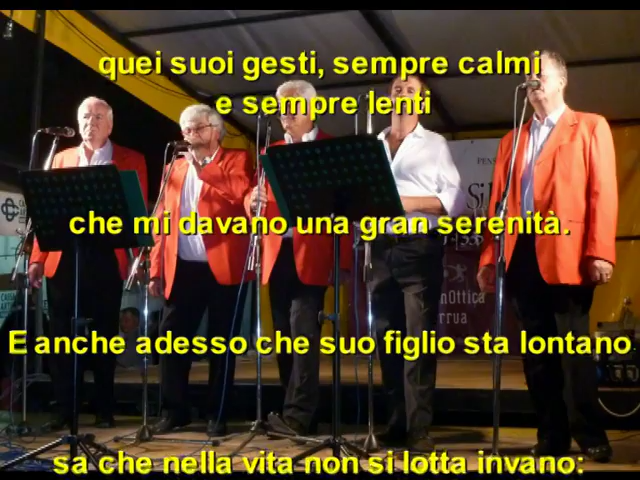 quei suoi gesti, sempre calmi
e sempre lenti
che mi davano una gran serenità.
E anche adesso che suo figlio sta lontano
sa che nella vita non si lotta invano: